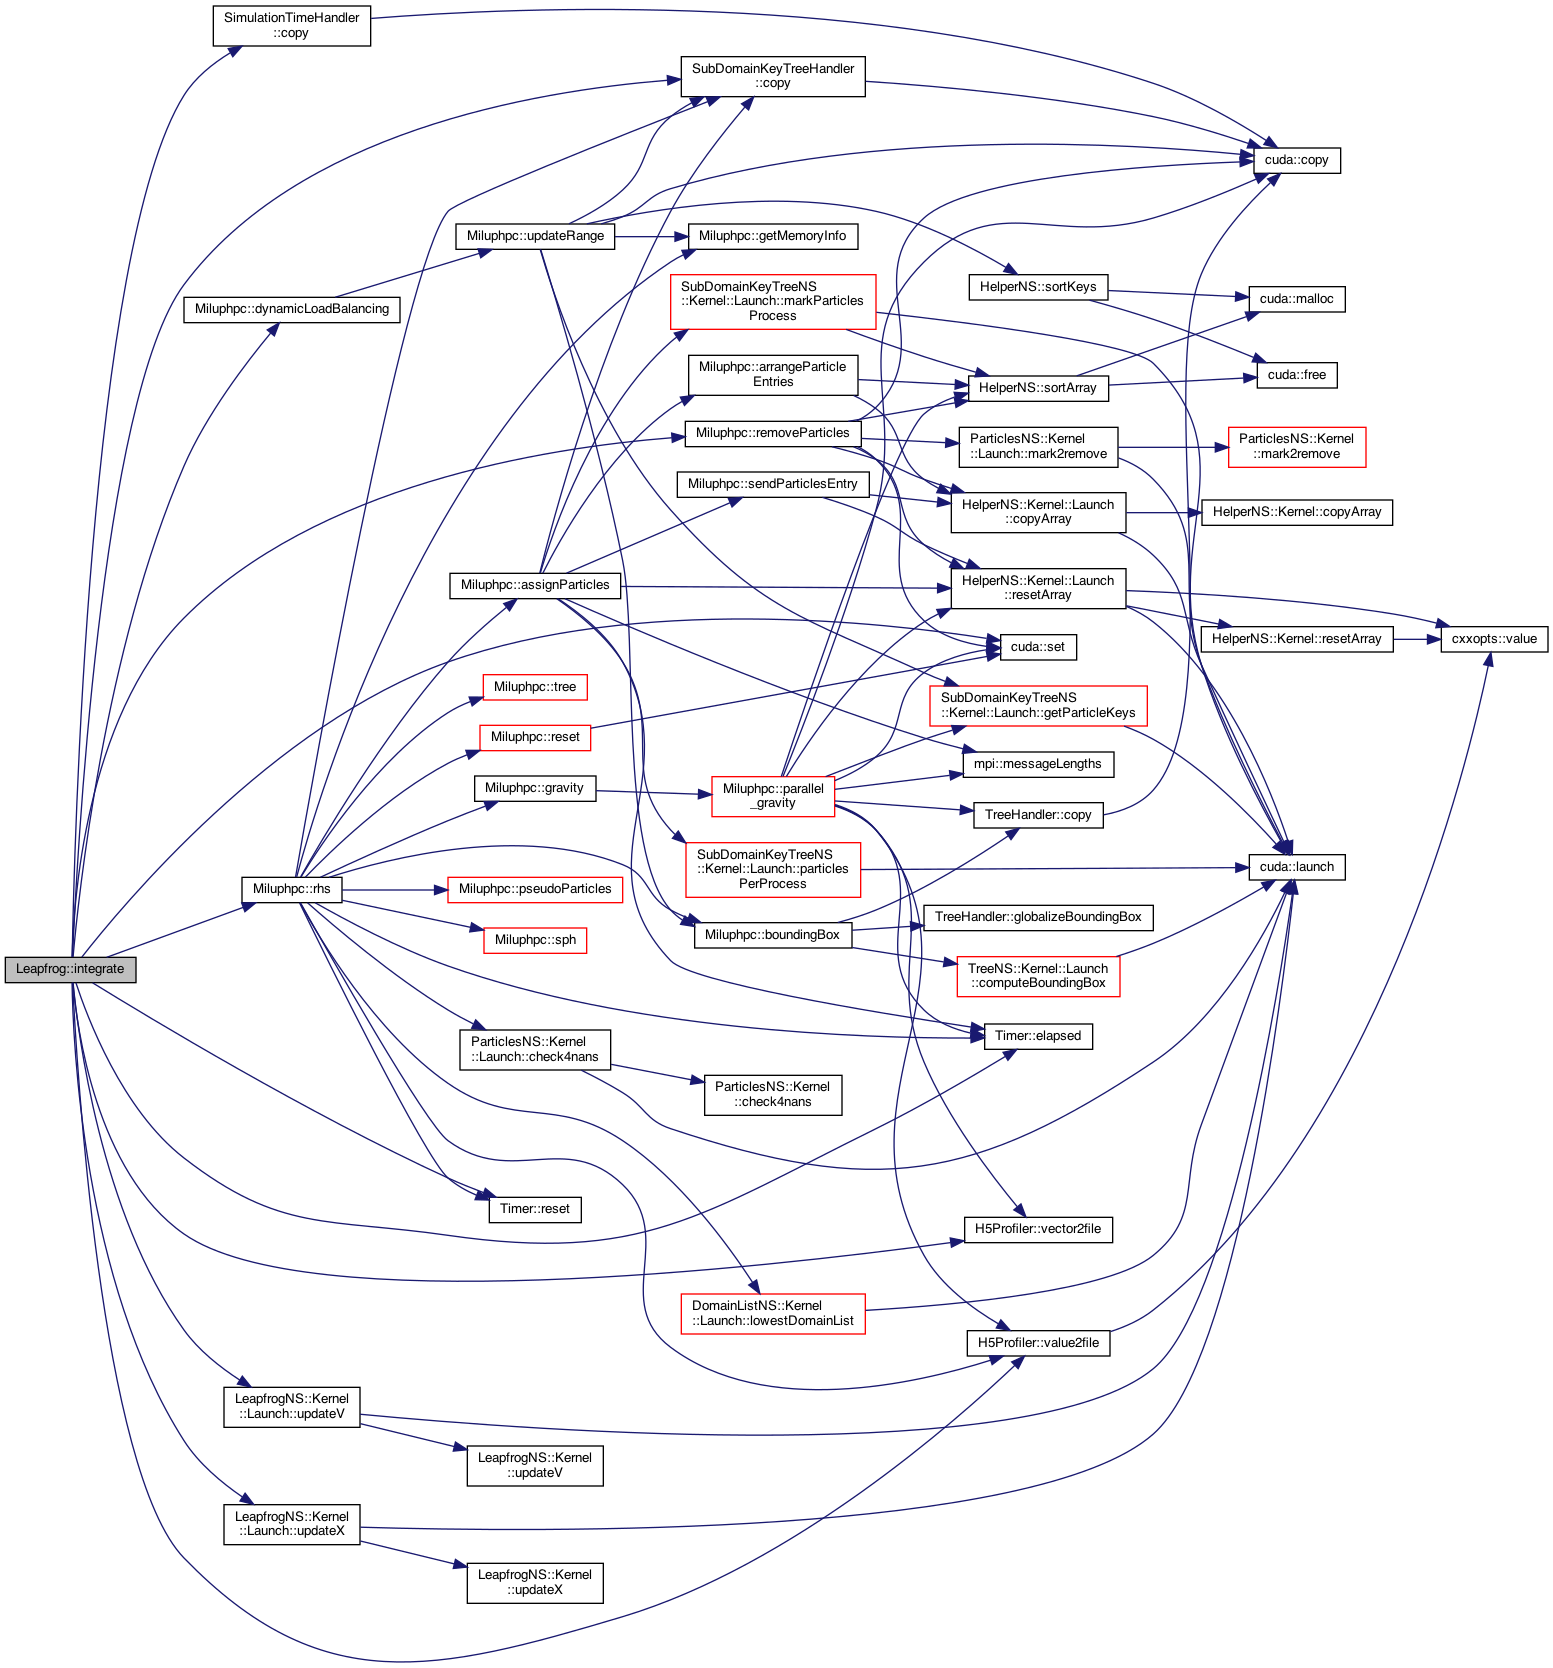 SimulationTimeHandler
::copy
SubDomainKeyTreeHandler
::copy
cuda::copy
Miluphpc::updateRange
Miluphpc::getMemoryInfo
SubDomainKeyTreeNS
::Kernel::Launch::markParticles
Process
HelperNS::sortKeys
cuda::malloc
Miluphpc::dynamicLoadBalancing
Miluphpc::arrangeParticle
Entries
HelperNS::sortArray
cuda::free
Miluphpc::removeParticles
ParticlesNS::Kernel
::Launch::mark2remove
ParticlesNS::Kernel
::mark2remove
Miluphpc::sendParticlesEntry
HelperNS::Kernel::Launch
::copyArray
HelperNS::Kernel::copyArray
Miluphpc::assignParticles
HelperNS::Kernel::Launch
::resetArray
HelperNS::Kernel::resetArray
cxxopts::value
cuda::set
Miluphpc::tree
SubDomainKeyTreeNS
::Kernel::Launch::getParticleKeys
Miluphpc::reset
mpi::messageLengths
Miluphpc::gravity
Miluphpc::parallel
_gravity
TreeHandler::copy
SubDomainKeyTreeNS
::Kernel::Launch::particles
PerProcess
cuda::launch
Miluphpc::rhs
Miluphpc::pseudoParticles
TreeHandler::globalizeBoundingBox
Miluphpc::sph
Miluphpc::boundingBox
Leapfrog::integrate
TreeNS::Kernel::Launch
::computeBoundingBox
Timer::elapsed
ParticlesNS::Kernel
::Launch::check4nans
ParticlesNS::Kernel
::check4nans
Timer::reset
H5Profiler::vector2file
DomainListNS::Kernel
::Launch::lowestDomainList
H5Profiler::value2file
LeapfrogNS::Kernel
::Launch::updateV
LeapfrogNS::Kernel
::updateV
LeapfrogNS::Kernel
::Launch::updateX
LeapfrogNS::Kernel
::updateX